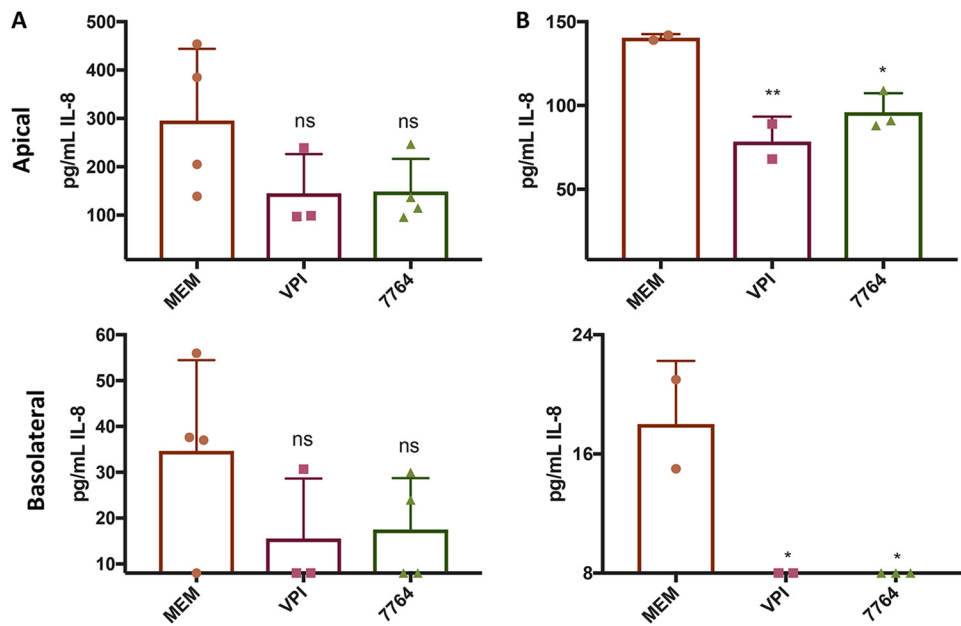 A
Apical
pg/mL IL-8
500
400
300
200
100
ns
ns
MEM
VPI
7764
B
pg/mL IL-8
150
100
50
**
*
MEM
VPI
7764
Basolateral
pg/mL IL-8
60
50
40
30
20
10
ns
ns
MEM
VPI
7764
pg/mL IL-8
24
16
8
*
*
MEM
VPI
7764